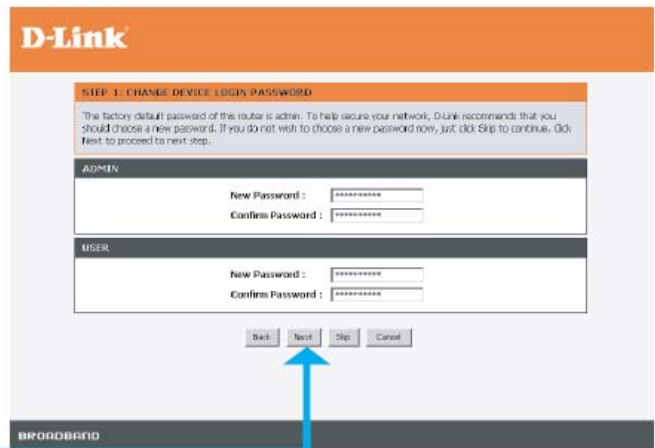 D-Link
STEP 1: CHANGE DEVICE LOGIN PASSWORD
The factory default password of this router is admin. To help secure your network, D-Link recommends that you
should choose a new password. If you do not wish to choose a new password now, just click Skip to continue. Click
Next to proceed to next step.
ADMIN
New Password : **********
Confirm Password : **********
USER
New Password : **********
Confirm Password : **********
Back Next Skip Cancel
BROADBAND